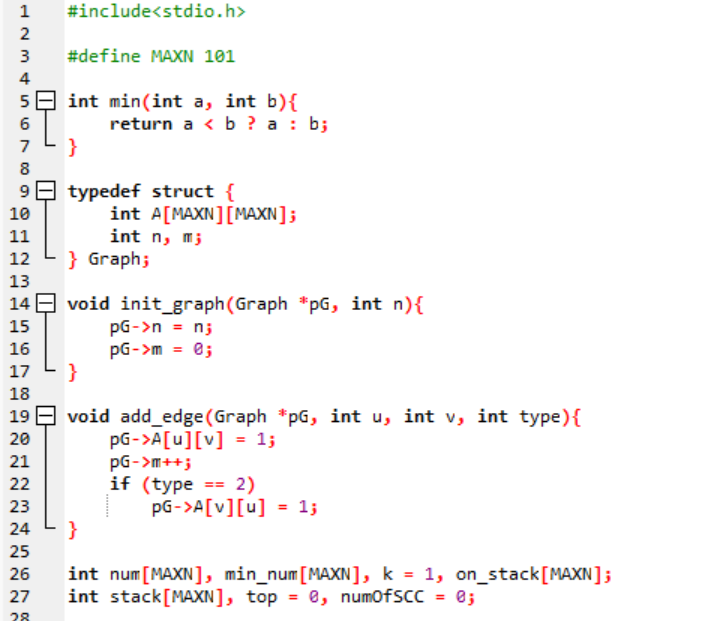 1 #include<stdio.h>
2
3 #define MAXN 101
4
5 int min(int a, int b){
6     return a < b ? a : b;
7 }
8
9 typedef struct {
10     int A[MAXN][MAXN];
11     int n, m;
12 } Graph;
13
14 void init_graph(Graph *pG, int n){
15     pG->n = n;
16     pG->m = 0;
17 }
18
19 void add_edge(Graph *pG, int u, int v, int type){
20     pG->A[u][v] = 1;
21     pG->m++;
22     if (type == 2)
23         pG->A[v][u] = 1;
24 }
25
26 int num[MAXN], min_num[MAXN], k = 1, on_stack[MAXN];
27 int stack[MAXN], top = 0, numOfSCC = 0;
28